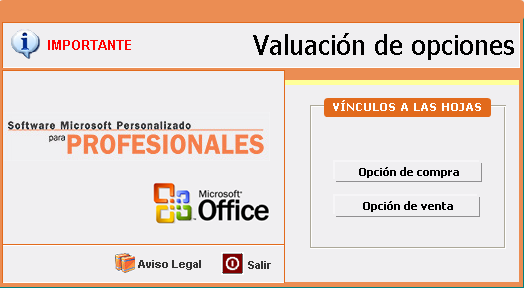 IMPORTANTE
Valuación de opciones
Software Microsoft Personalizado
para PROFESIONALES
Microsoft®
Office
Aviso Legal
Salir
VÍNCULOS A LAS HOJAS
Opción de compra
Opción de venta